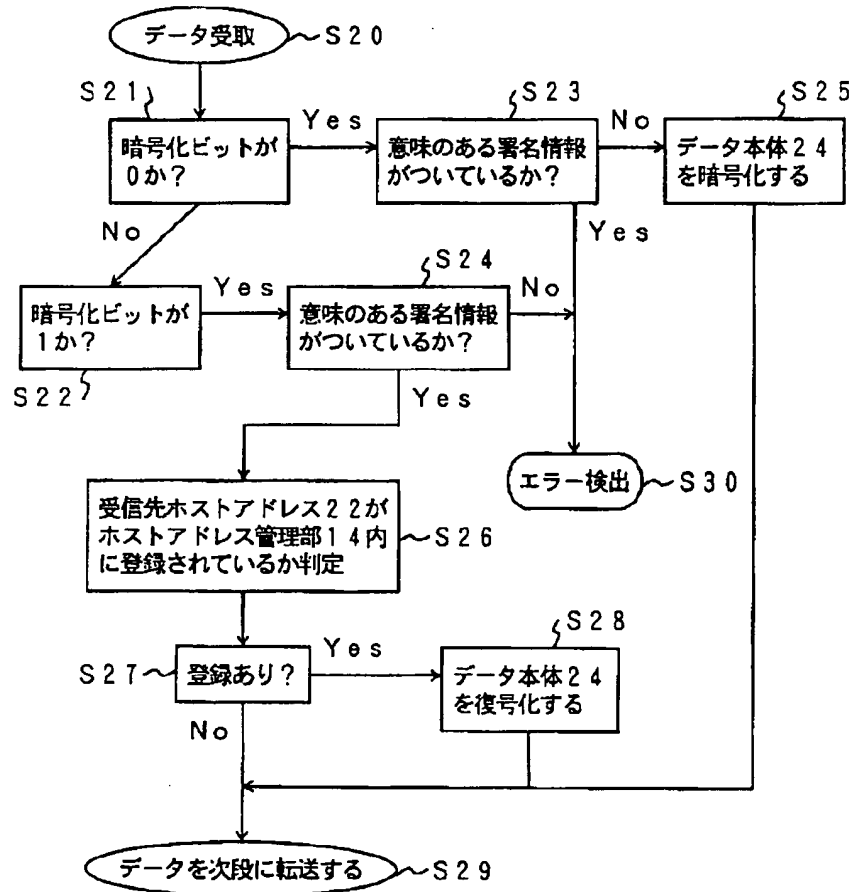 データ受取
S20
S21
暗号化ビットが
0か？
Yes
S23
意味のある署名情報
がついているか？
No
S25
データ本体24
を暗号化する
No
Yes
暗号化ビットが
1か？
S22
Yes
S24
意味のある署名情報
がついているか？
No
Yes
エラー検出
S30
受信先ホストアドレス22が
ホストアドレス管理部14内
に登録されているか判定
S26
S27
登録あり？
Yes
S28
データ本体24
を復号化する
No
データを次段に転送する
S29